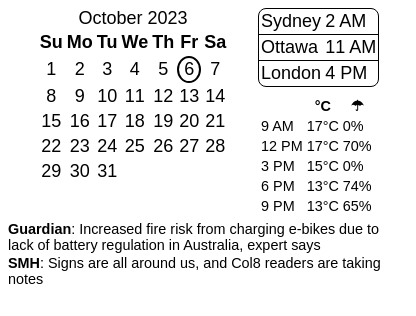 October 2023
Su Mo Tu We Th Fr Sa
1 2 3 4 5 6 7
8 9 10 11 12 13 14
15 16 17 18 19 20 21
22 23 24 25 26 27 28
29 30 31
Sydney 2 AM
Ottawa 11 AM
London 4 PM
°C ☂
9 AM 17°C 0%
12 PM 17°C 70%
3 PM 15°C 0%
6 PM 13°C 74%
9 PM 13°C 65%
Guardian: Increased fire risk from charging e-bikes due to
lack of battery regulation in Australia, expert says
SMH: Signs are all around us, and Col8 readers are taking
notes